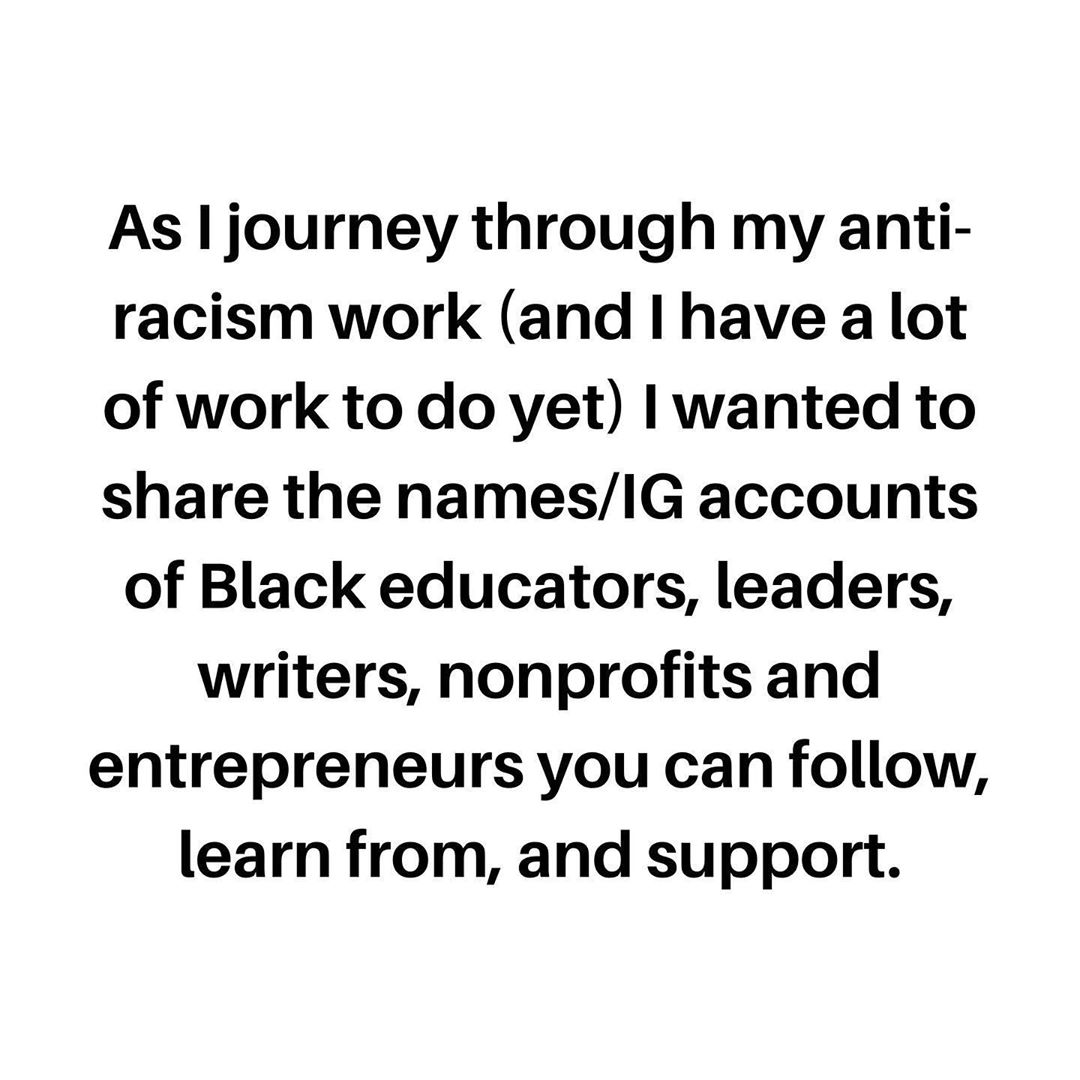 As I journey through my anti-
racism work (and I have a lot
of work to do yet) I wanted to
share the names/IG accounts
of Black educators, leaders,
writers, nonprofits and
entrepreneurs you can follow,
learn from, and support.